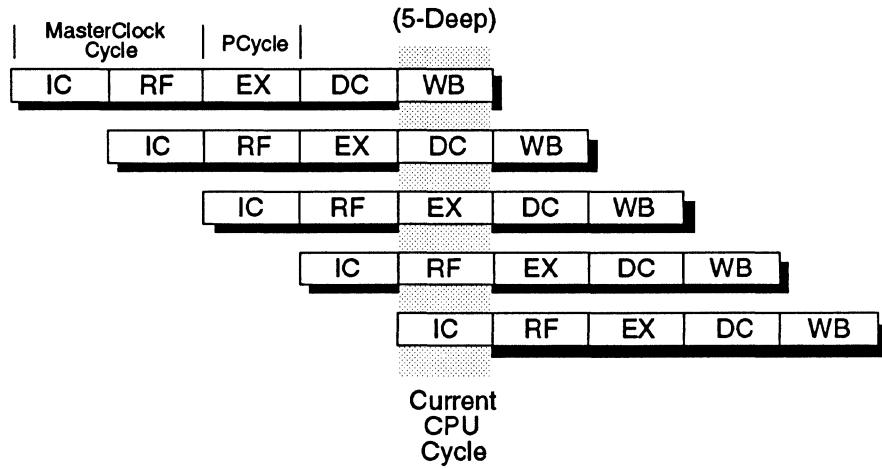 (5-Deep)
MasterClock
Cycle
PCycle
IC RF EX DC WB
IC RF EX DC WB
IC RF EX DC WB
IC RF EX DC WB
IC RF EX DC WB
Current
CPU
Cycle